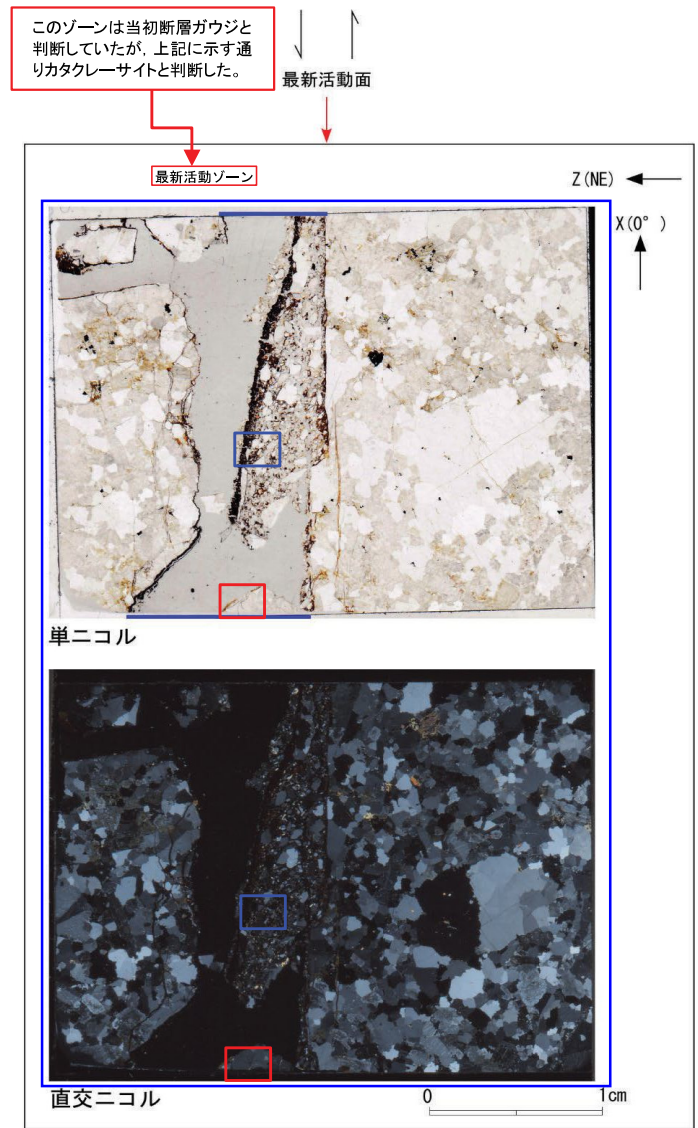 このゾーンは当初断層ガウジと
判断していたが，上記に示す通
りカタクレーサイトと判断した。
最新活動面
最新活動ゾーン
Z(NE)
X(0°)
単ニコル
直交ニコル
0
1cm